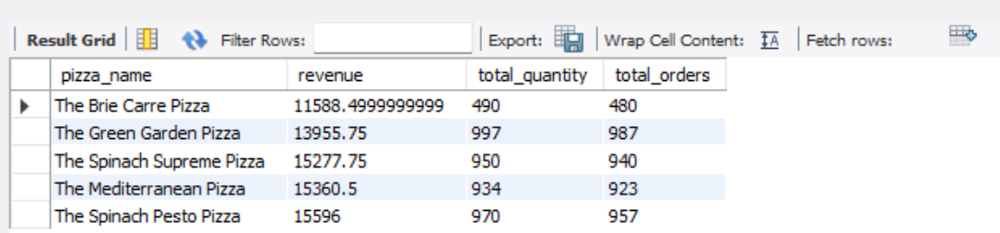 Result Grid Filter Rows: Export: Wrap Cell Content: IA Fetch rows:
pizza_name revenue total_quantity total_orders
The Brie Carre Pizza 11588.4999999999 490 480
The Green Garden Pizza 13955.75 997 987
The Spinach Supreme Pizza 15277.75 950 940
The Mediterranean Pizza 15360.5 934 923
The Spinach Pesto Pizza 15596 970 957